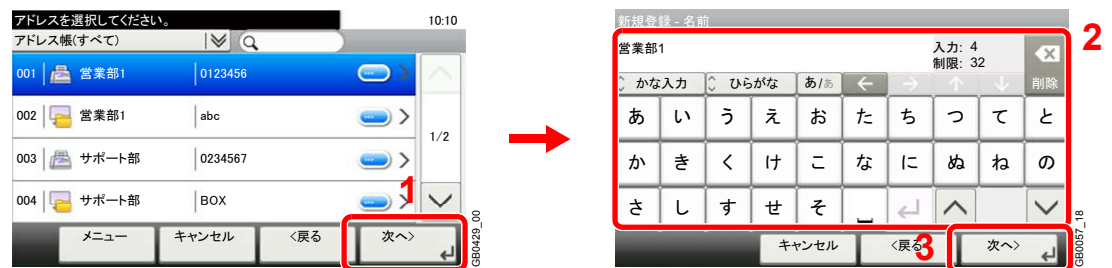 アドレスを選択してください。 10:10
アドレス帳(すべて)
001 営業部1 0123456
002 営業部1 abc
1/2
003 サポート部 0234567
004 サポート部 BOX
1
メニュー キャンセル <戻る 次へ>
GB0429_00
新規登録 - 名前
2
営業部1 入力: 4
制限: 32
かな入力 ひらがな あ/あ ← → ↑ ↓ 削除
あ い う え お た ち つ て と
か き く け こ な に ぬ ね の
さ し す せ そ _
キャンセル <戻る 3 次へ>
GB0057_18